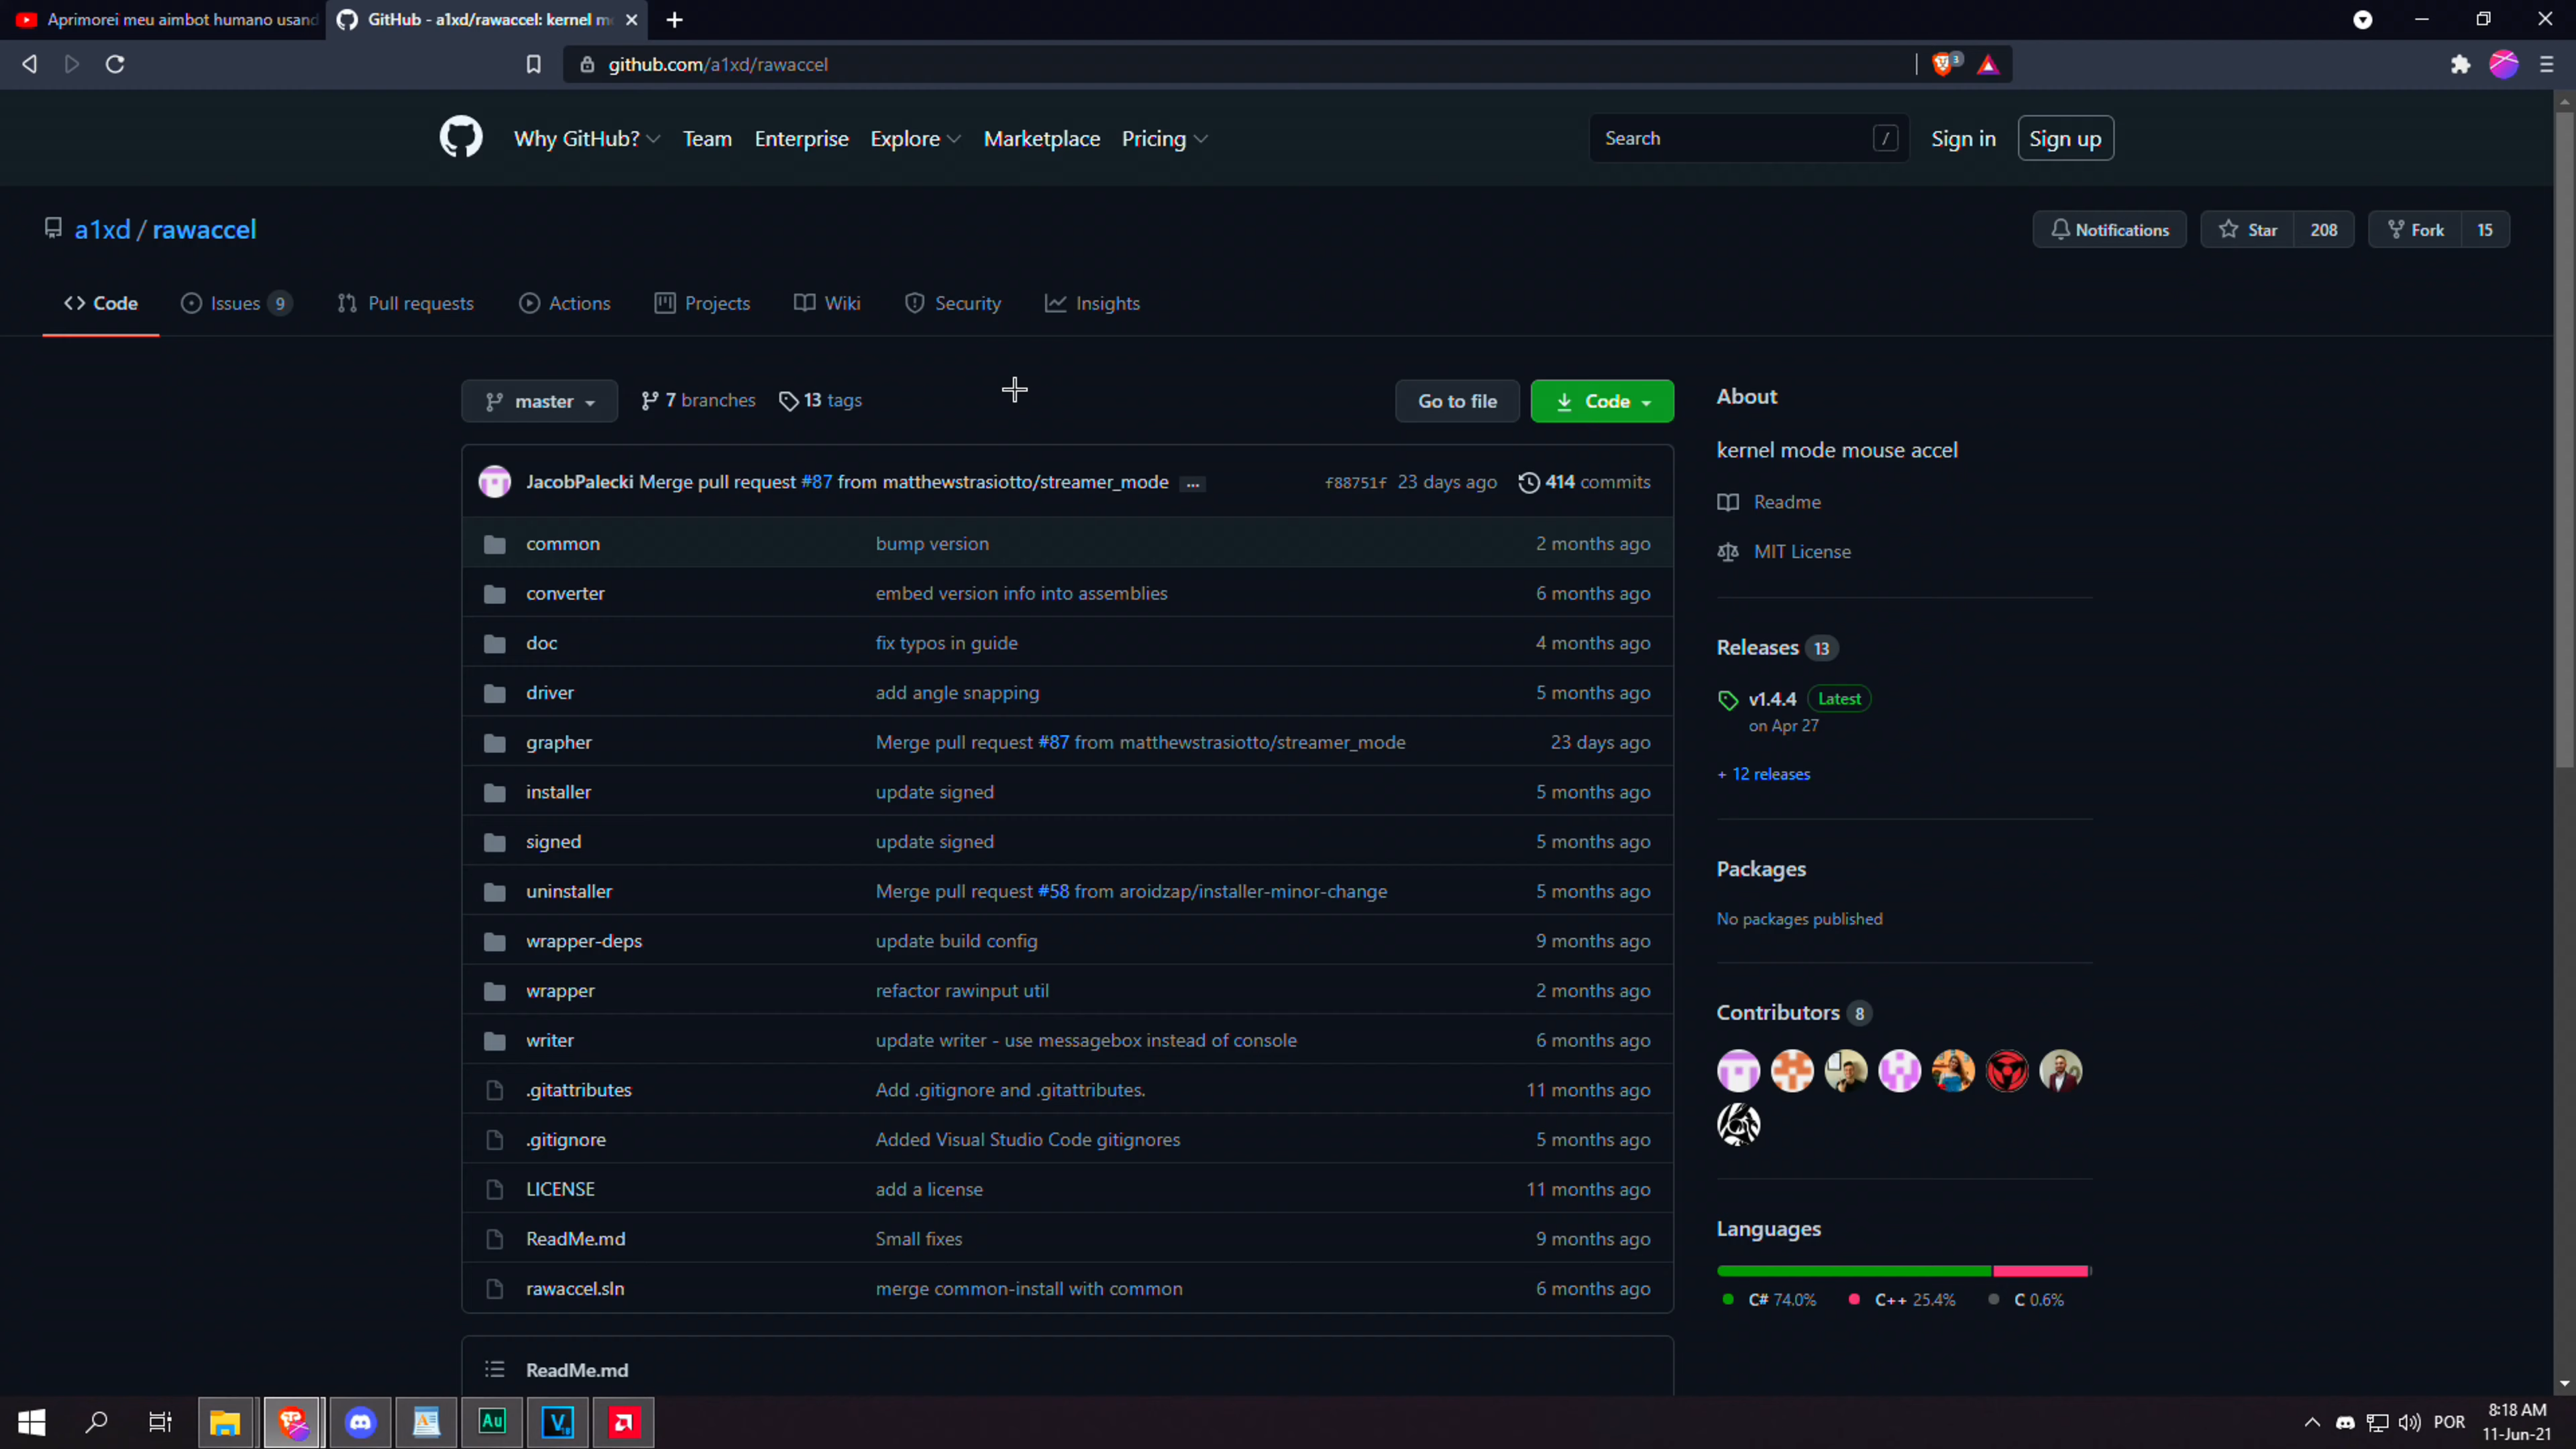 Aprimorei meu aimbot humano usand
GitHub - a1xd/rawaccel: kernel m
github.com/a1xd/rawaccel
3
Why GitHub? Team Enterprise Explore Marketplace Pricing
Search /
Sign in
Sign up
a1xd / rawaccel
Notifications
Star 208
Fork 15
Code
Issues 9
Pull requests
Actions
Projects
Wiki
Security
Insights
master
7 branches
13 tags
Go to file
Code
JacobPalecki Merge pull request #87 from matthewstrasiotto/streamer_mode ... f88751f 23 days ago 414 commits
common bump version 2 months ago
converter embed version info into assemblies 6 months ago
doc fix typos in guide 4 months ago
driver add angle snapping 5 months ago
grapher Merge pull request #87 from matthewstrasiotto/streamer_mode 23 days ago
installer update signed 5 months ago
signed update signed 5 months ago
uninstaller Merge pull request #58 from aroidzap/installer-minor-change 5 months ago
wrapper-deps update build config 9 months ago
wrapper refactor rawinput util 2 months ago
writer update writer - use messagebox instead of console 6 months ago
.gitattributes Add .gitignore and .gitattributes. 11 months ago
.gitignore Added Visual Studio Code gitignores 5 months ago
LICENSE add a license 11 months ago
ReadMe.md Small fixes 9 months ago
rawaccel.sln merge common-install with common 6 months ago
ReadMe.md
About
kernel mode mouse accel
Readme
MIT License
Releases 13
v1.4.4 Latest
on Apr 27
+ 12 releases
Packages
No packages published
Contributors 8
Languages
C# 74.0% C++ 25.4% C 0.6%
Au
V
18
POR
8:18 AM
11-Jun-21